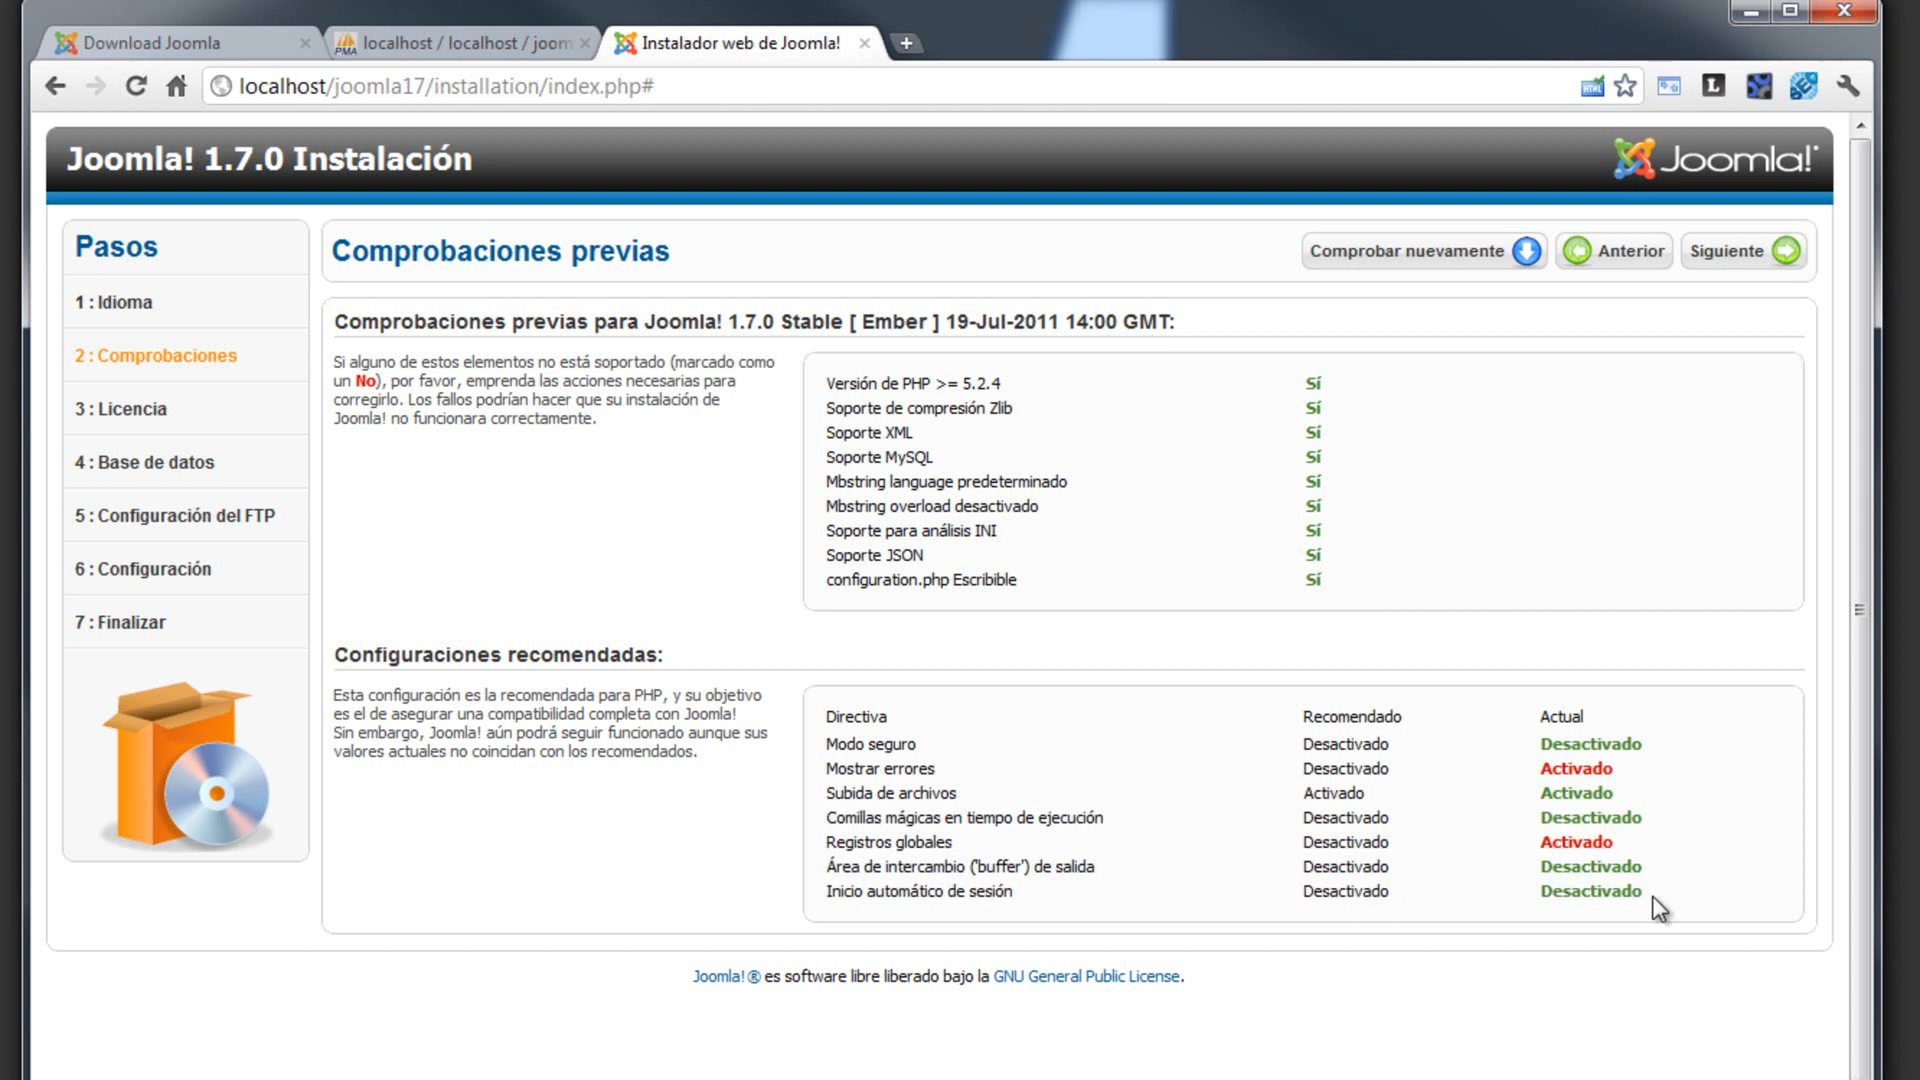 Download Joomla
localhost / localhost / joom
Instalador web de Joomla!
localhost/joomla17/installation/index.php#
Joomla! 1.7.0 Instalación
Joomla!
Pasos
1 : Idioma
2 : Comprobaciones
3 : Licencia
4 : Base de datos
5 : Configuración del FTP
6 : Configuración
7 : Finalizar
Comprobaciones previas
Comprobar nuevamente
Anterior
Siguiente
Comprobaciones previas para Joomla! 1.7.0 Stable [ Ember ] 19-Jul-2011 14:00 GMT:
Si alguno de estos elementos no está soportado (marcado como
un No), por favor, emprenda las acciones necesarias para
corregirlo. Los fallos podrían hacer que su instalación de
Joomla! no funcionara correctamente.
Versión de PHP >= 5.2.4 Sí
Soporte de compresión Zlib Sí
Soporte XML Sí
Soporte MySQL Sí
Mbstring language predeterminado Sí
Mbstring overload desactivado Sí
Soporte para análisis INI Sí
Soporte JSON Sí
configuration.php Escribible Sí
Configuraciones recomendadas:
Esta configuración es la recomendada para PHP, y su objetivo
es el de asegurar una compatibilidad completa con Joomla!
Sin embargo, Joomla! aún podrá seguir funcionado aunque sus
valores actuales no coincidan con los recomendados.
Directiva Recomendado Actual
Modo seguro Desactivado Desactivado
Mostrar errores Desactivado Activado
Subida de archivos Activado Activado
Comillas mágicas en tiempo de ejecución Desactivado Desactivado
Registros globales Desactivado Activado
Área de intercambio ('buffer') de salida Desactivado Desactivado
Inicio automático de sesión Desactivado Desactivado
Joomla!® es software libre liberado bajo la GNU General Public License.